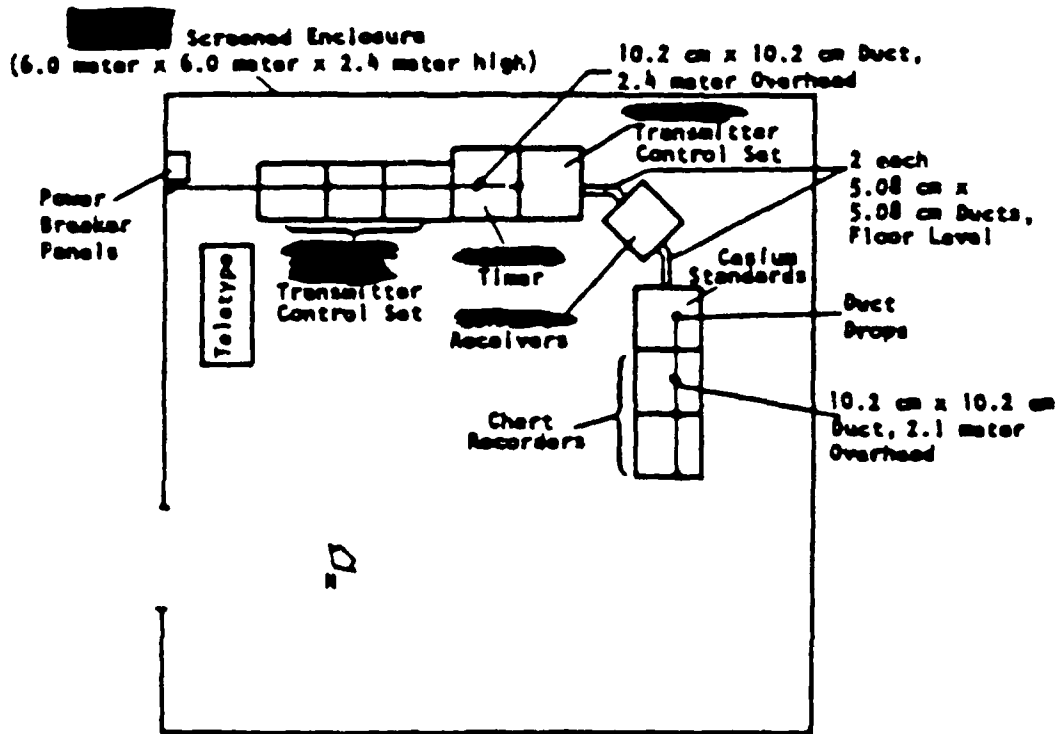 Screened Enclosure
(6.0 meter x 6.0 meter x 2.4 meter high)
10.2 cm x 10.2 cm Duct,
2.4 meter Overhead
Transmitter
Control Set
2 each
5.08 cm x
5.08 cm Ducts,
Floor Level
Power
Breaker
Panels
Teletype
Transmitter
Control Set
Timer
Receivers
Cesium
Standards
Duct
Drops
Chart
Recorders
10.2 cm x 10.2 cm
Duct, 2.1 meter
Overhead
N